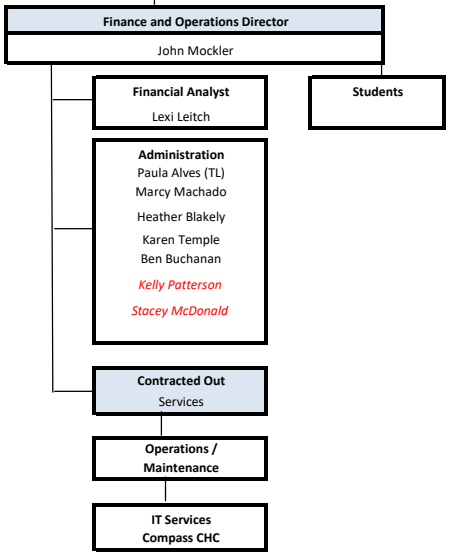 Finance and Operations Director
John Mockler
Financial Analyst
Lexi Leitch
Students
Administration
Paula Alves (TL)
Marcy Machado
Heather Blakely
Karen Temple
Ben Buchanan
Kelly Patterson
Stacey McDonald
Contracted Out
Services
Operations /
Maintenance
IT Services
Compass CHC